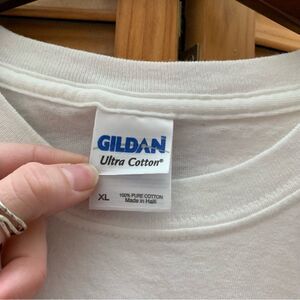 GILDAN
Ultra Cotton®
XL
100% PURE COTTON
Made in Haiti